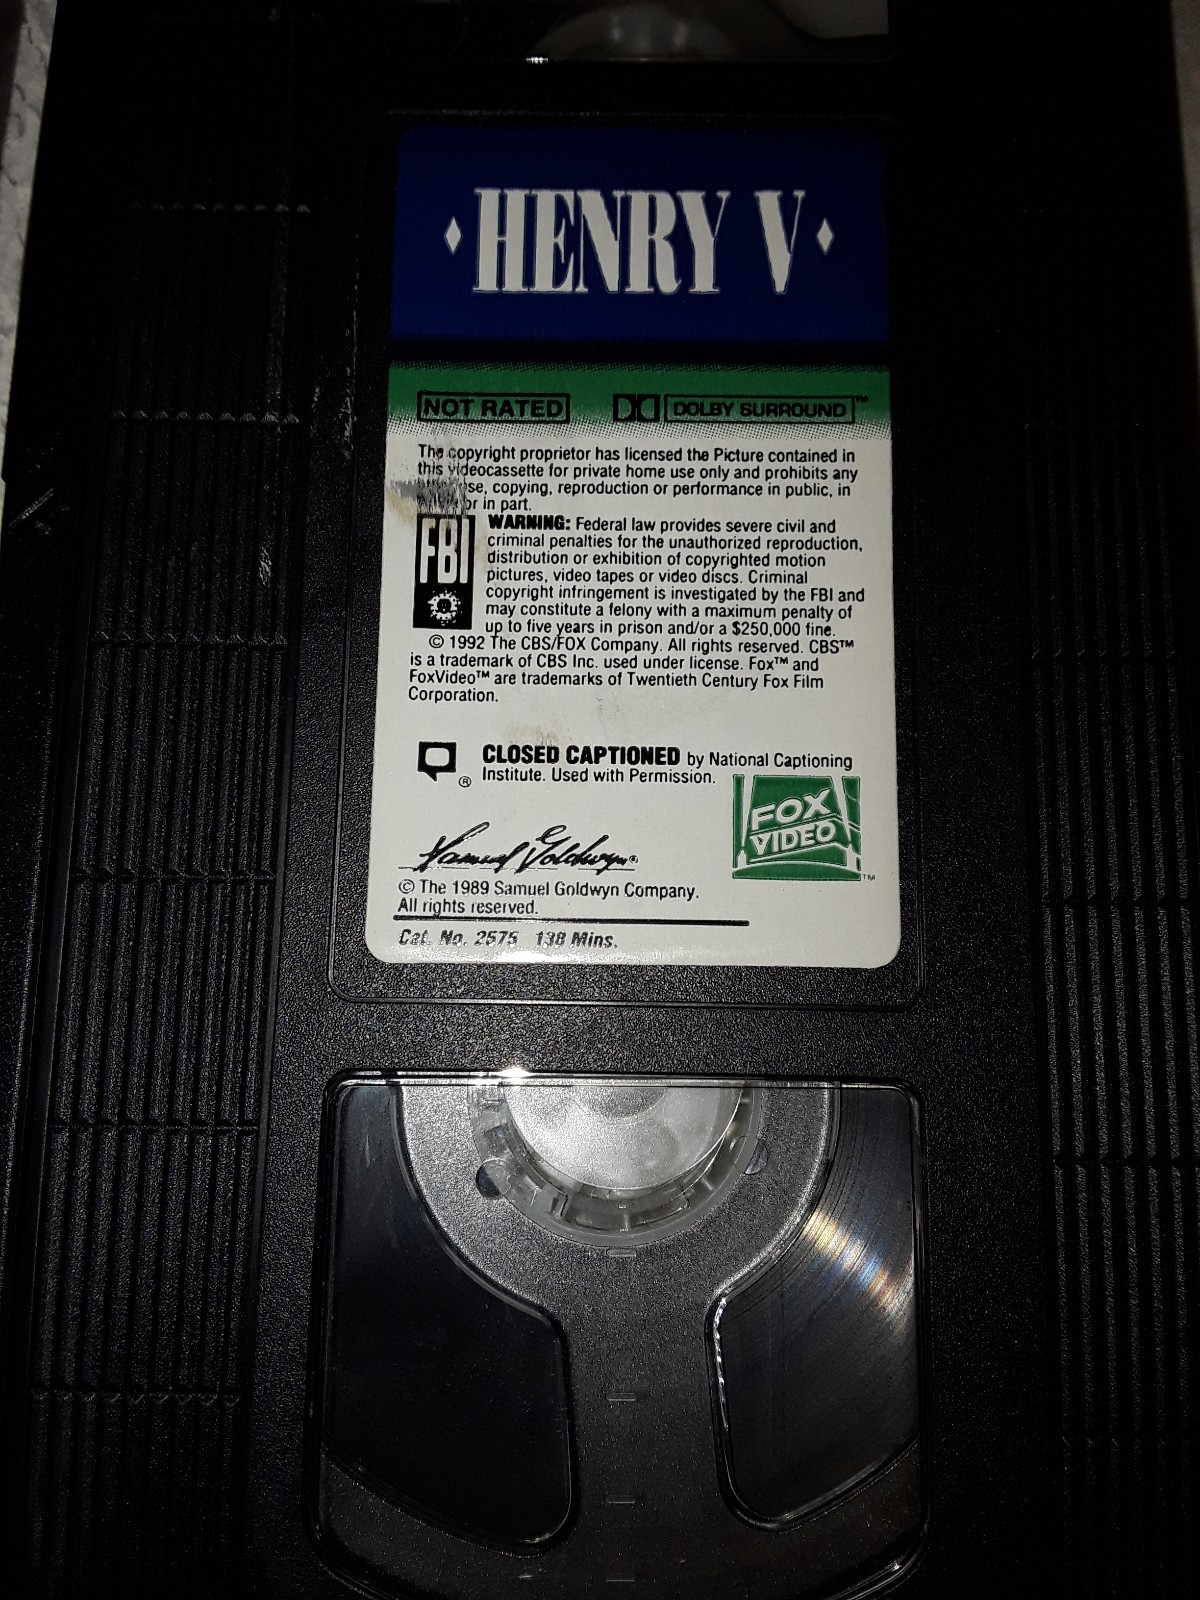 HENRY V
NOT RATED DOLBY SURROUND™
The copyright proprietor has licensed the Picture contained in
this videocassette for private home use only and prohibits any
use, copying, reproduction or performance in public, in
or in part.
FBI
WARNING: Federal law provides severe civil and
criminal penalties for the unauthorized reproduction,
distribution or exhibition of copyrighted motion
pictures, video tapes or video discs. Criminal
copyright infringement is investigated by the FBI and
may constitute a felony with a maximum penalty of
up to five years in prison and/or a $250,000 fine.
© 1992 The CBS/FOX Company. All rights reserved. CBS™
is a trademark of CBS Inc. used under license. Fox™ and
FoxVideo™ are trademarks of Twentieth Century Fox Film
Corporation.
® CLOSED CAPTIONED by National Captioning
Institute. Used with Permission.
FOX
VIDEO
™
Samuel Goldwyn®
© The 1989 Samuel Goldwyn Company.
All rights reserved.
Cat. No. 2575 138 Mins.